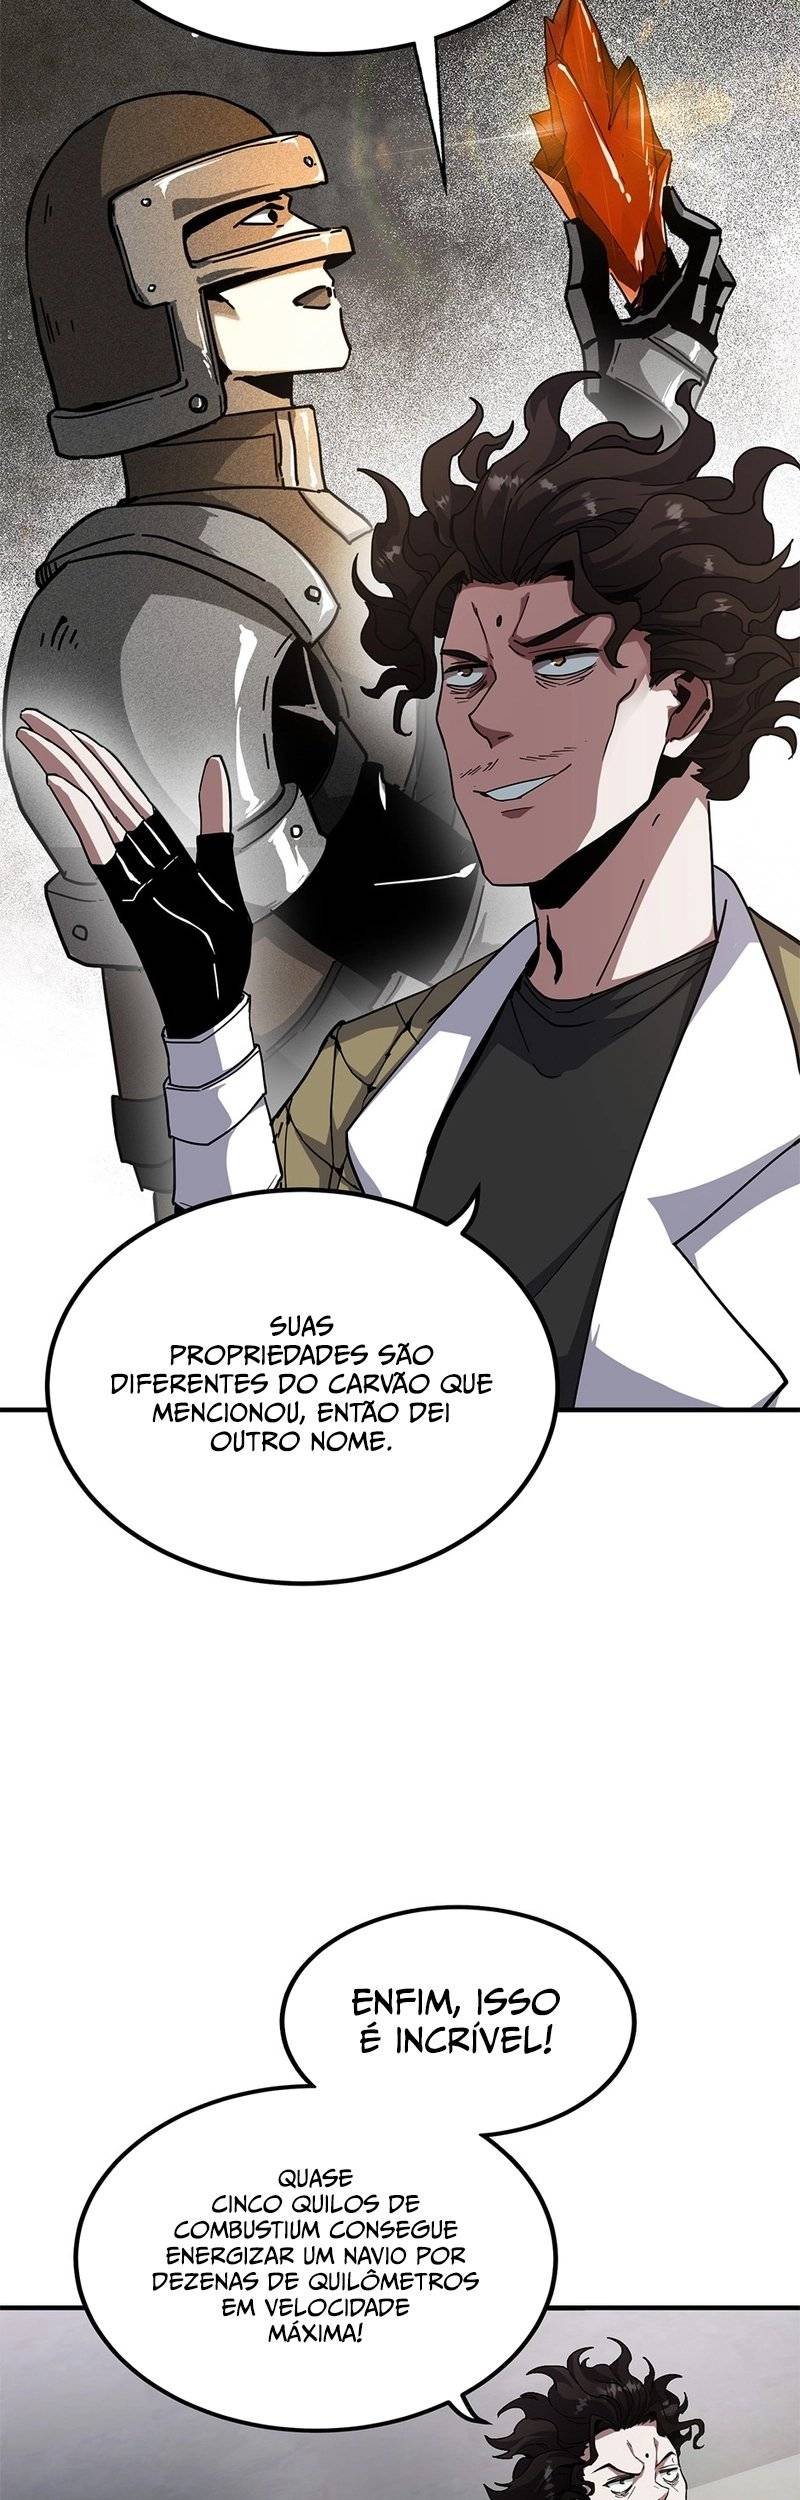 SUAS
PROPRIEDADES SÃO
DIFERENTES DO CARVÃO QUE
MENCIONOU, ENTÃO DEI
OUTRO NOME.
ENFIM, ISSO
É INCRÍVEL!
QUASE
CINCO QUILOS DE
COMBUSTIUM CONSEGUE
ENERGIZAR UM NAVIO POR
DEZENAS DE QUILÔMETROS
EM VELOCIDADE
MÁXIMA!